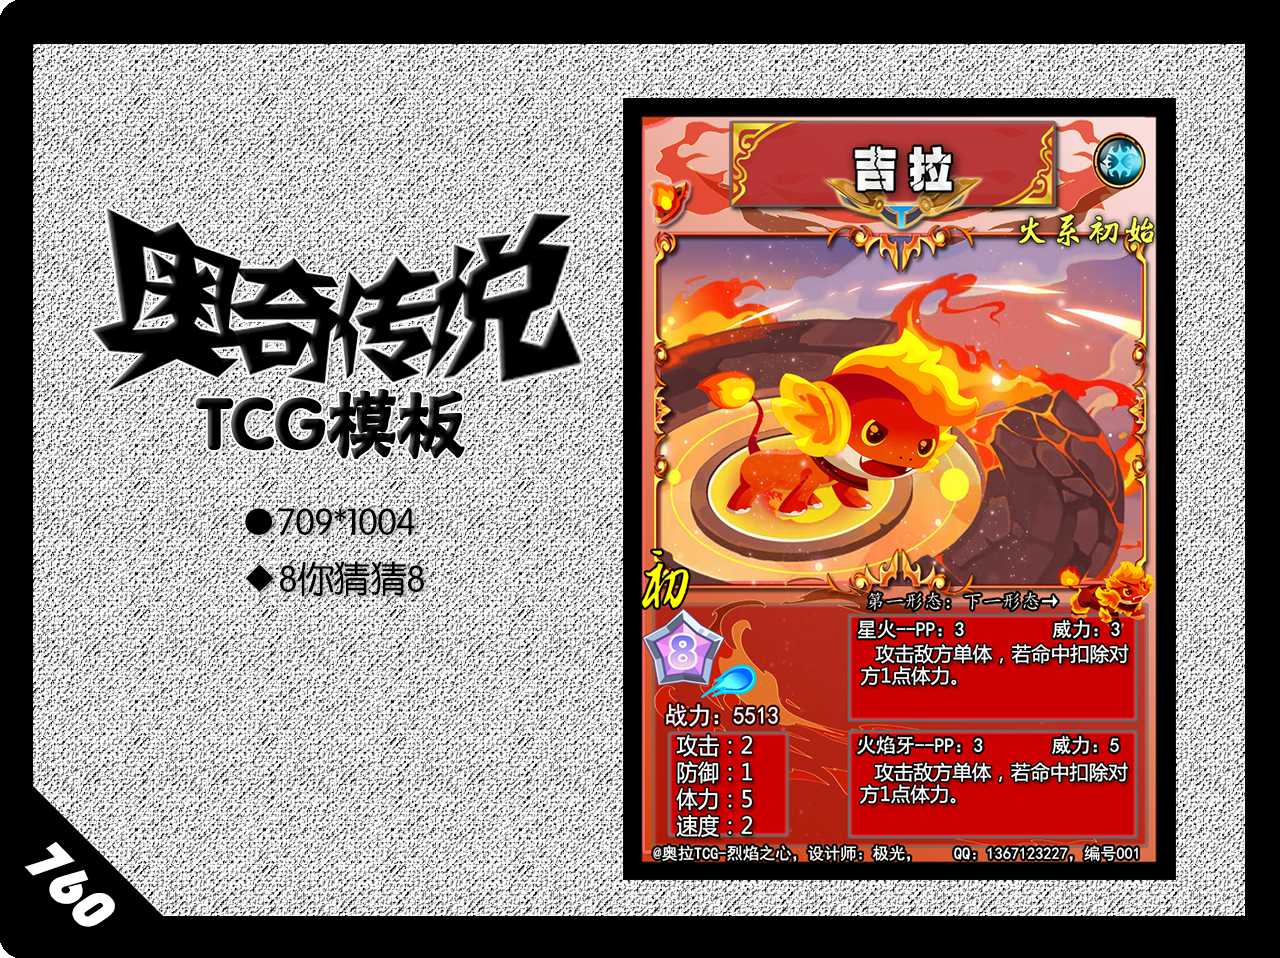 奥奇传说
TCG模板
●709*1004
◆8你猜猜8
760
吉拉
T
火系初始
初
第一形态：下一形态→
8
星火--PP：3 威力：3
攻击敌方单体，若命中扣除对
方1点体力。
战力：5513
攻击：2
防御：1
体力：5
速度：2
火焰牙--PP：3 威力：5
攻击敌方单体，若命中扣除对
方1点体力。
@奥拉TCG-烈焰之心，设计师：极光， QQ：1367123227，编号001